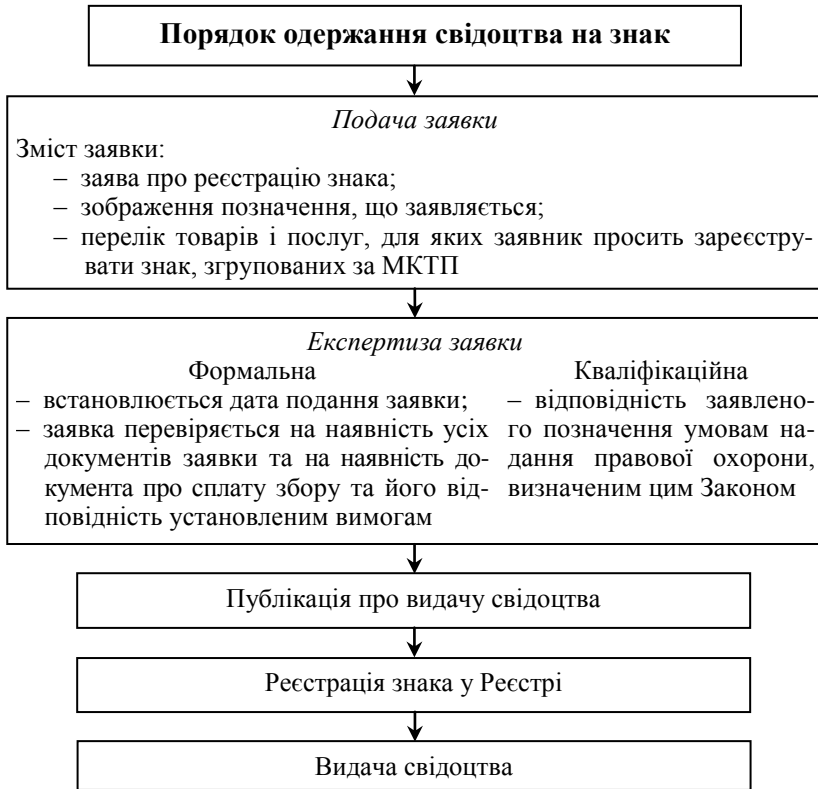 Порядок одержання свідоцтва на знак
Подача заявки
Зміст заявки:
– заява про реєстрацію знака;
– зображення позначення, що заявляється;
– перелік товарів і послуг, для яких заявник просить зареєстру-
вати знак, згрупованих за МКТП
Експертиза заявки
Формальна
– встановлюється дата подання заявки;
– заявка перевіряється на наявність усіх
документів заявки та на наявність до-
кумента про сплату збору та його від-
повідність установленим вимогам
Кваліфікаційна
– відповідність заявлено-
го позначення умовам на-
дання правової охорони,
визначеним цим Законом
Публікація про видачу свідоцтва
Реєстрація знака у Реєстрі
Видача свідоцтва